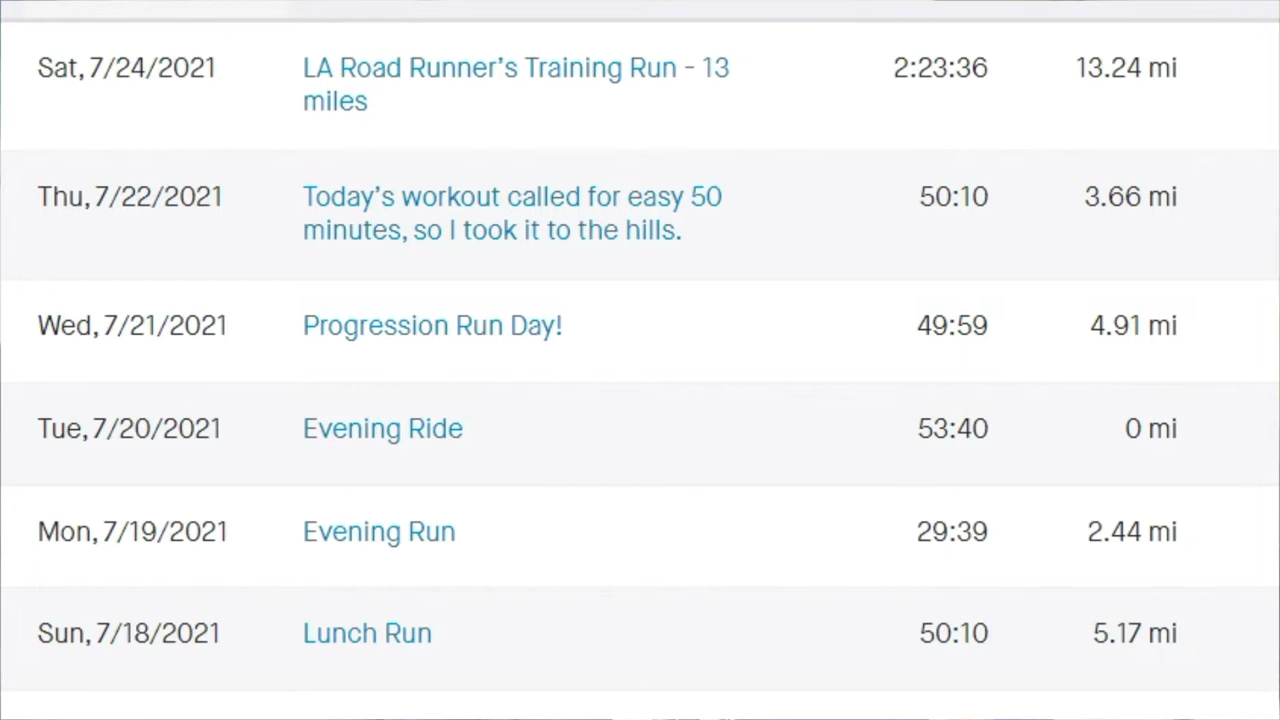 Sat, 7/24/2021 LA Road Runner's Training Run - 13 2:23:36 13.24 mi
miles
Thu, 7/22/2021 Today's workout called for easy 50 50:10 3.66 mi
minutes, so I took it to the hills.
Wed, 7/21/2021 Progression Run Day! 49:59 4.91 mi
Tue, 7/20/2021 Evening Ride 53:40 0 mi
Mon, 7/19/2021 Evening Run 29:39 2.44 mi
Sun, 7/18/2021 Lunch Run 50:10 5.17 mi